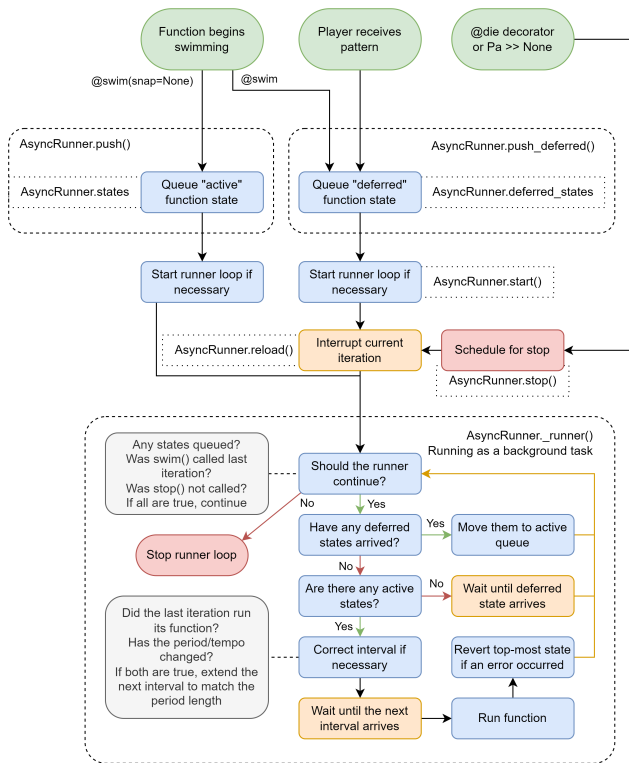 Function begins
swimming
Player receives
pattern
@die decorator
or Pa >> None
@swim(snap=None)
@swim
AsyncRunner.push()
AsyncRunner.push_deferred()
AsyncRunner.states
Queue "active"
function state
Queue "deferred"
function state
AsyncRunner.deferred_states
Start runner loop if
necessary
Start runner loop if
necessary
AsyncRunner.start()
AsyncRunner.reload()
Interrupt current
iteration
Schedule for stop
AsyncRunner.stop()
AsyncRunner._runner()
Running as a background task
Any states queued?
Was swim() called last
iteration?
Was stop() not called?
If all are true, continue
Should the runner
continue?
No
Yes
Stop runner loop
Have any deferred
states arrived?
Yes
Move them to active
queue
No
Are there any active
states?
No
Wait until deferred
state arrives
Yes
Did the last iteration run
its function?
Has the period/tempo
changed?
If both are true, extend the
next interval to match the
period length
Correct interval if
necessary
Revert top-most state
if an error occurred
Wait until the next
interval arrives
Run function